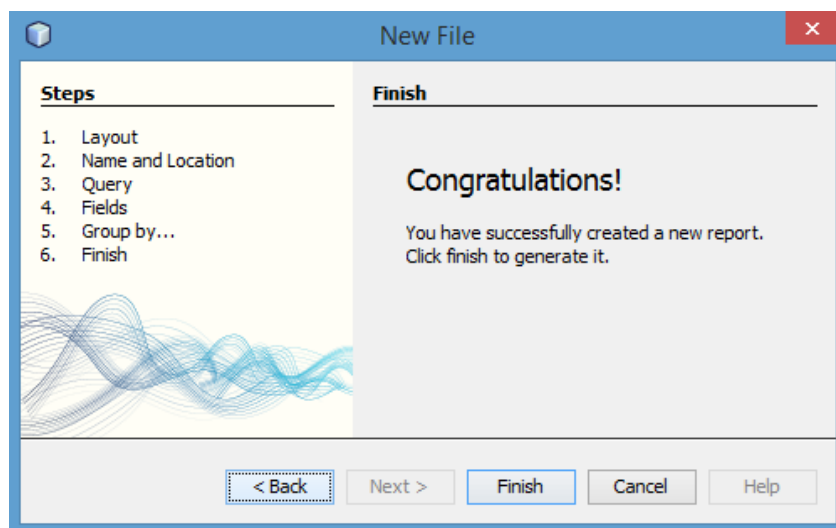 New File
Steps
1. Layout
2. Name and Location
3. Query
4. Fields
5. Group by...
6. Finish
Finish
Congratulations!
You have successfully created a new report.
Click finish to generate it.
< Back
Next >
Finish
Cancel
Help